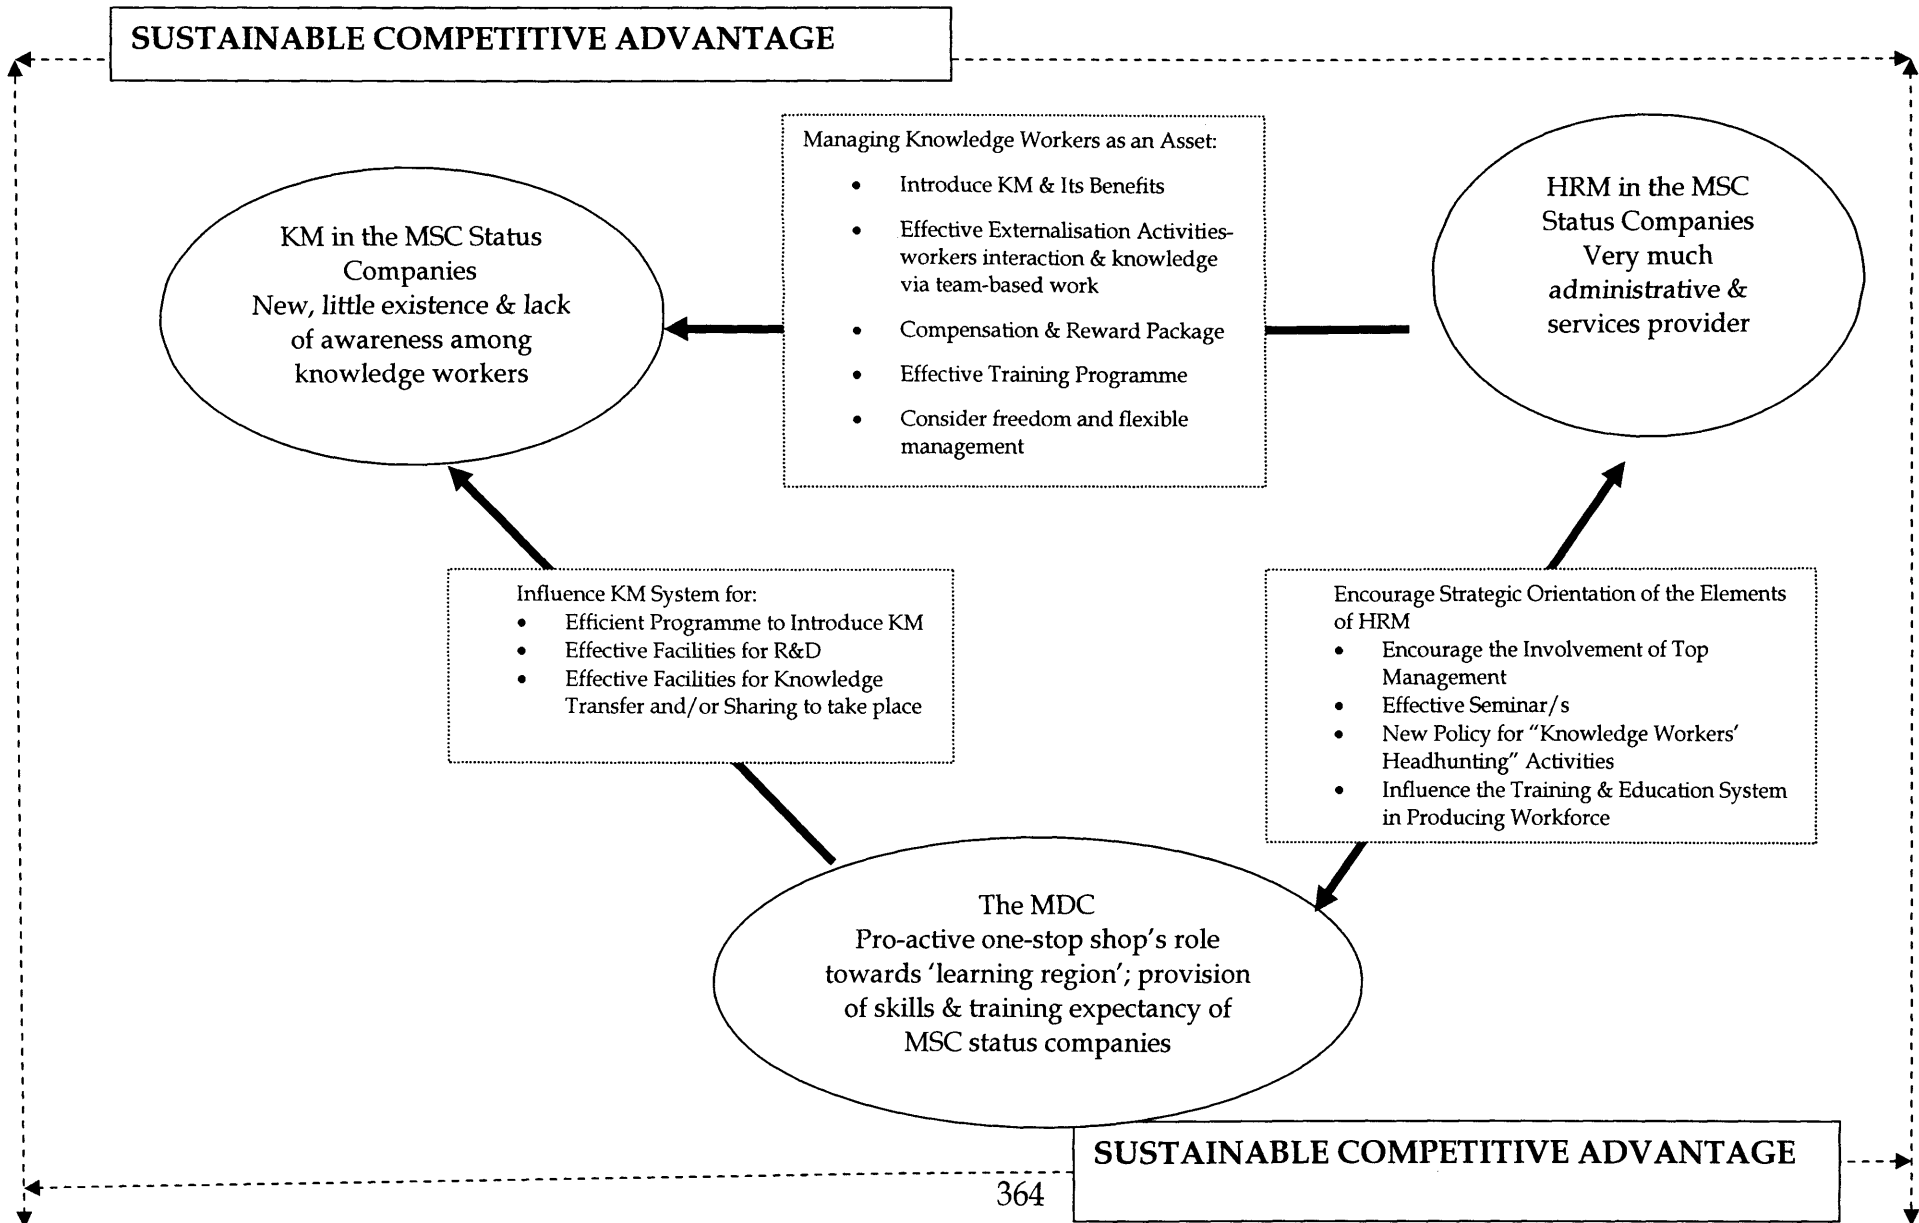 SUSTAINABLE COMPETITIVE ADVANTAGE
Managing Knowledge Workers as an Asset:
• Introduce KM & Its Benefits
• Effective Externalisation Activities-
workers interaction & knowledge
via team-based work
• Compensation & Reward Package
• Effective Training Programme
• Consider freedom and flexible
management
HRM in the MSC
Status Companies
Very much
administrative &
services provider
KM in the MSC Status
Companies
New, little existence & lack
of awareness among
knowledge workers
Influence KM System for:
• Efficient Programme to Introduce KM
• Effective Facilities for R&D
• Effective Facilities for Knowledge
Transfer and/or Sharing to take place
Encourage Strategic Orientation of the Elements
of HRM
• Encourage the Involvement of Top
Management
• Effective Seminar/s
• New Policy for "Knowledge Workers'
Headhunting" Activities
• Influence the Training & Education System
in Producing Workforce
The MDC
Pro-active one-stop shop's role
towards 'learning region'; provision
of skills & training expectancy of
MSC status companies
SUSTAINABLE COMPETITIVE ADVANTAGE
364